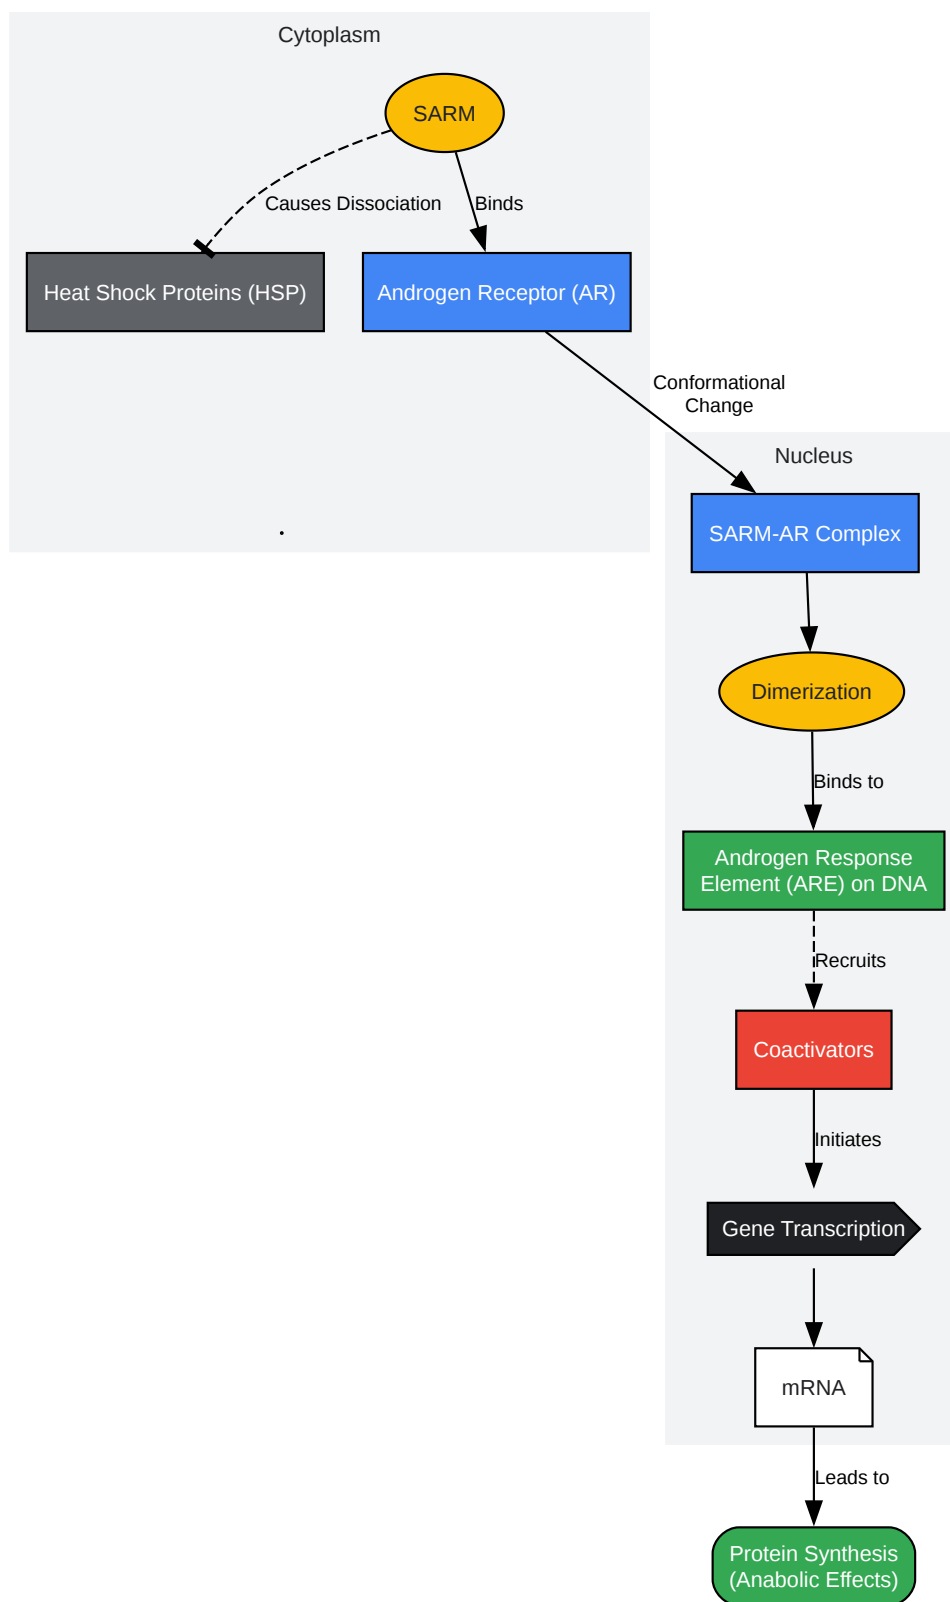 Cytoplasm
SARM
Causes Dissociation
Binds
Heat Shock Proteins (HSP)
Androgen Receptor (AR)
Conformational
Change
Nucleus
SARM-AR Complex
Dimerization
Binds to
Androgen Response
Element (ARE) on DNA
Recruits
Coactivators
Initiates
Gene Transcription
mRNA
Leads to
Protein Synthesis
(Anabolic Effects)